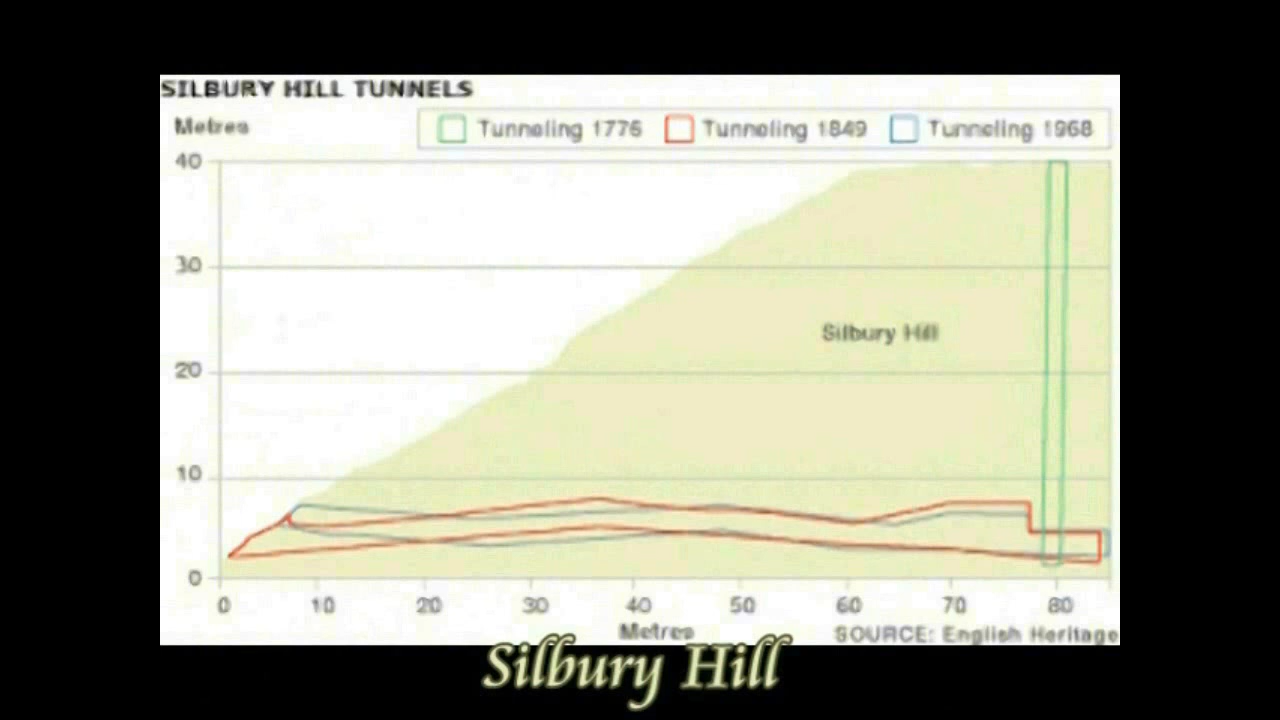 SILBURY HILL TUNNELS
Metres
Tunneling 1776 Tunneling 1849 Tunneling 1968
40
30
Silbury Hill
20
10
0
0 10 20 30 40 50 60 70 80
Metres
SOURCE: English Heritage
Silbury Hill